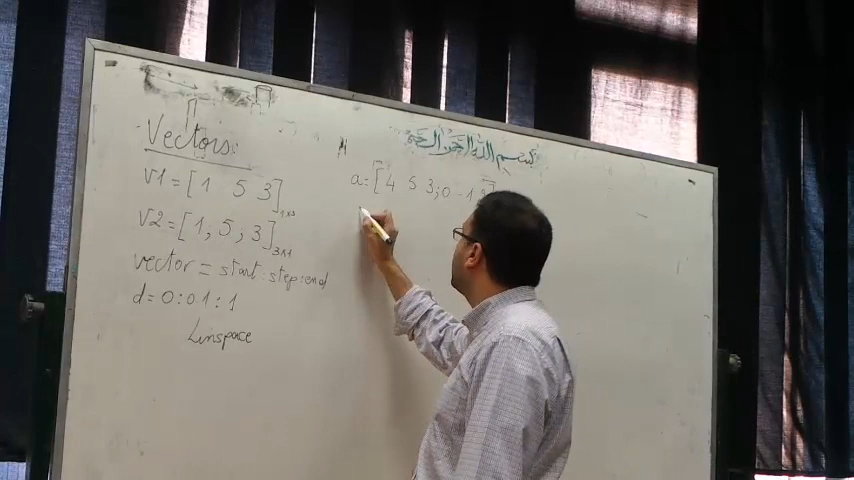 بسم الله الرحمن الرحيم
Vectors:
v1 = [1 5 3]1x3
v2 = [1; 5; 3]3x1
vector = start:step:end
d = 0:0.1:1
Linspace
a = [4 5 3;0 -1